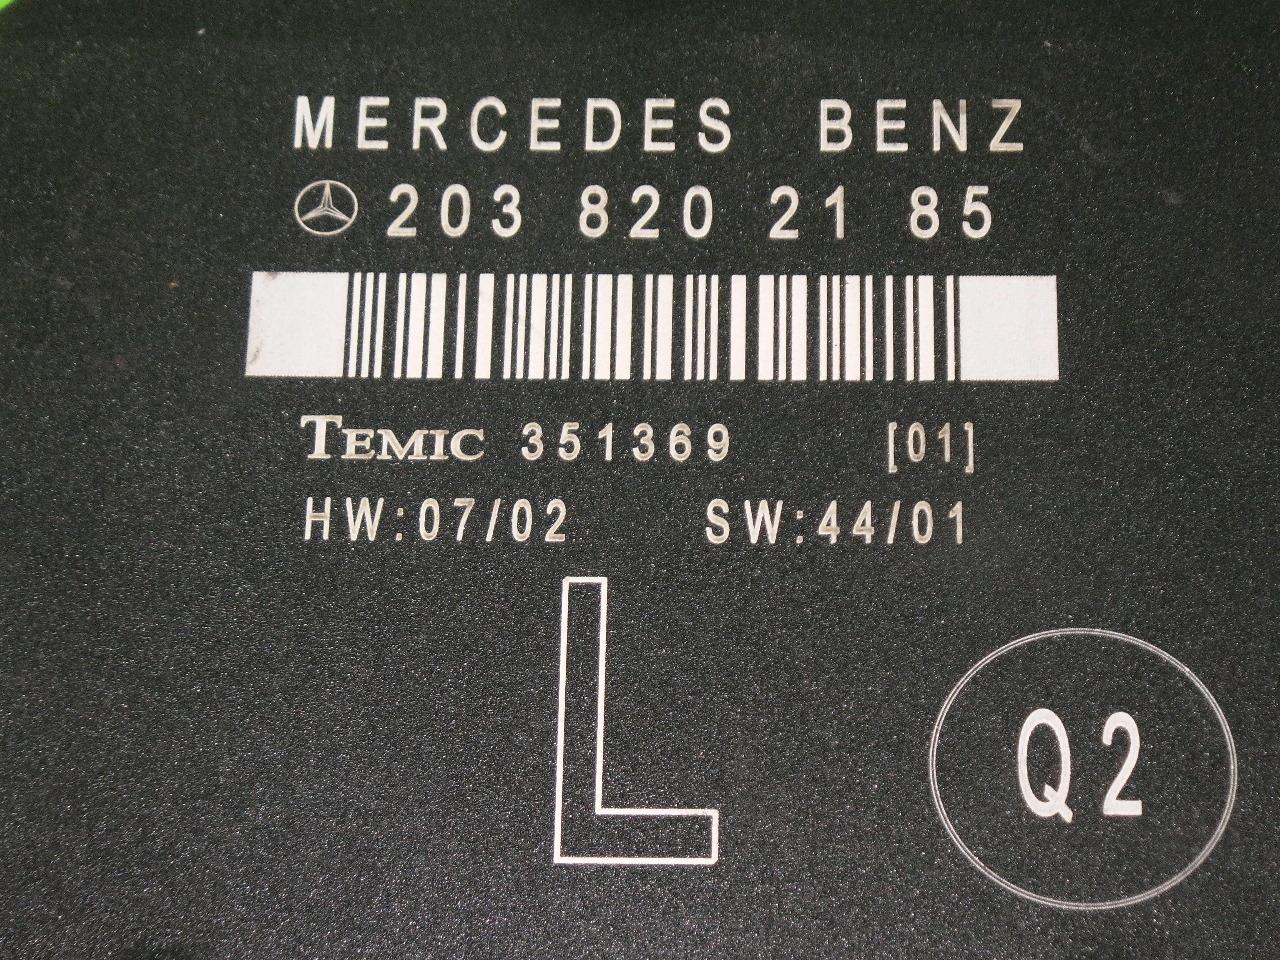 MERCEDES BENZ
203 820 21 85
TEMIC 351369 [01]
HW:07/02 SW:44/01
L
Q2